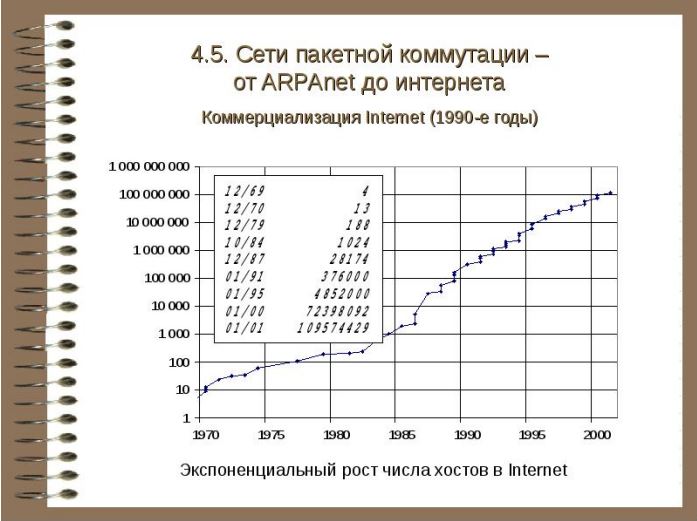 4.5. Сети пакетной коммутации –
от ARPAnet до интернета
Коммерциализация Internet (1990-е годы)
1 000 000 000
100 000 000
10 000 000
1 000 000
100 000
10 000
1 000
100
10
1
12/69 4
12/70 13
12/79 188
10/84 1024
12/87 28174
01/91 376000
01/95 4852000
01/00 72398092
01/01 109574429
1970 1975 1980 1985 1990 1995 2000
Экспоненциальный рост числа хостов в Internet